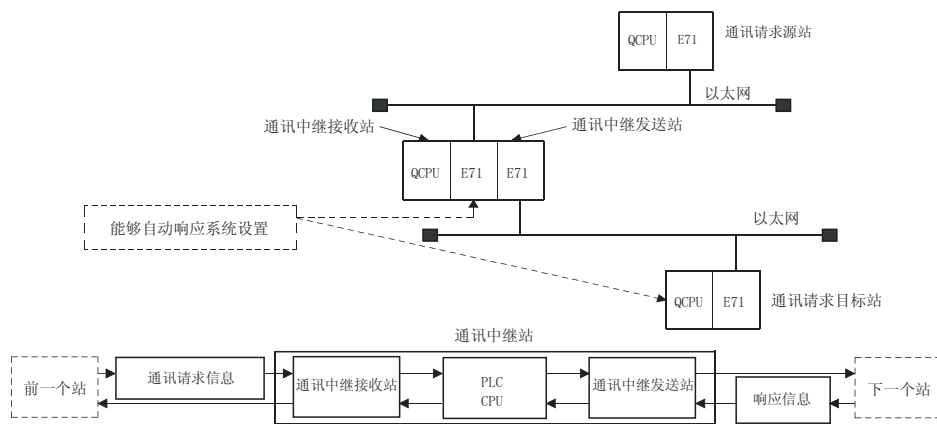 QCPU E71 通讯请求源站
以太网
通讯中继接收站 通讯中继发送站
QCPU E71 E71
能够自动响应系统设置
以太网
QCPU E71 通讯请求目标站
通讯中继站
前一个站 通讯请求信息 通讯中继接收站 PLC CPU 通讯中继发送站 响应信息 下一个站